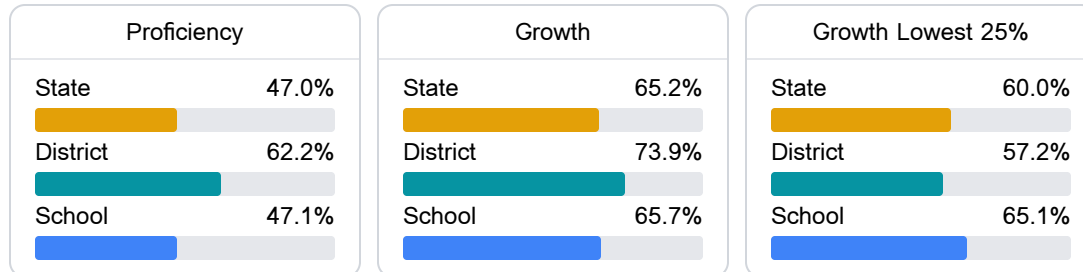 Proficiency
State 47.0%
District 62.2%
School 47.1%
Growth
State 65.2%
District 73.9%
School 65.7%
Growth Lowest 25%
State 60.0%
District 57.2%
School 65.1%